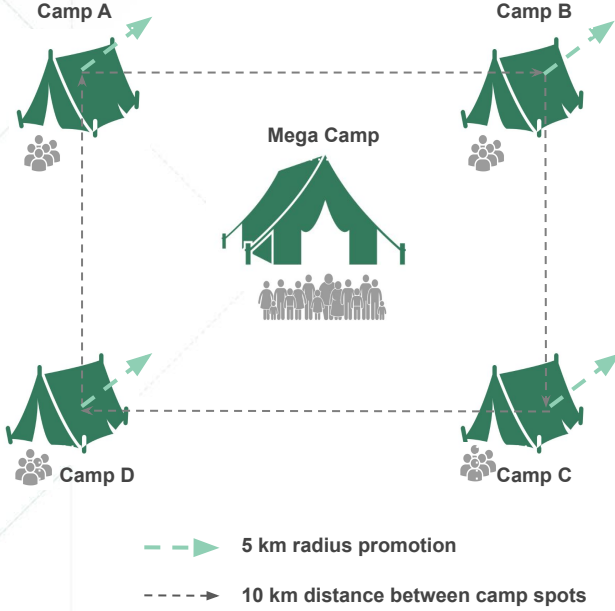 Camp A
Camp B
Mega Camp
Camp D
Camp C
5 km radius promotion
10 km distance between camp spots